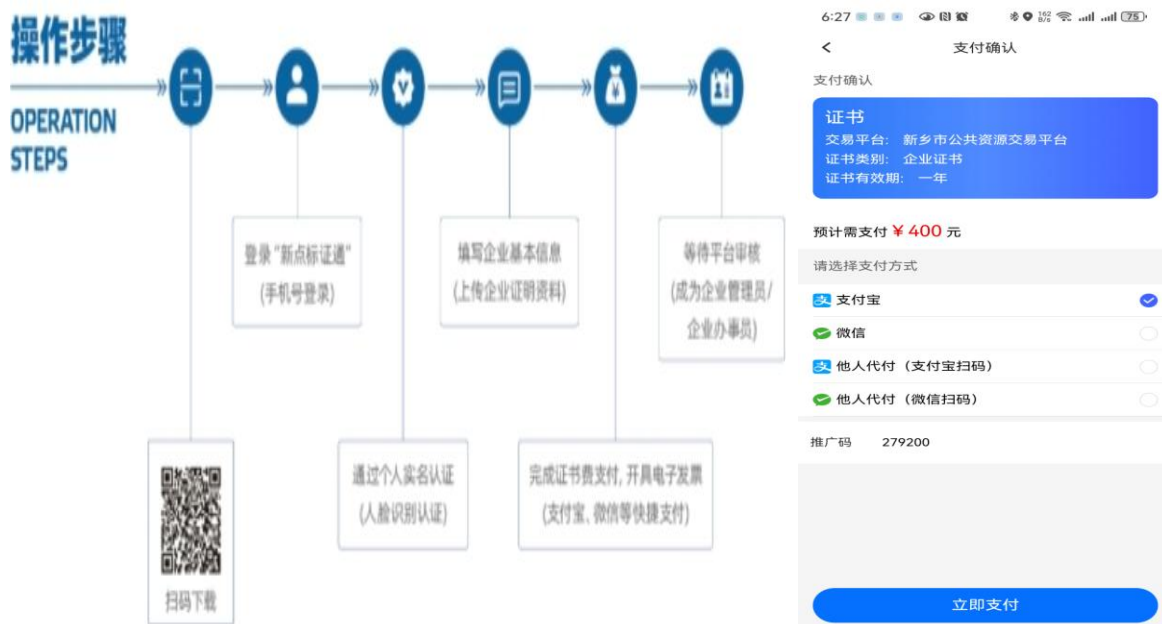 操作步骤
OPERATION
STEPS
登录“新点标证通”
(手机号登录)
填写企业基本信息
(上传企业证明资料)
等待平台审核
(成为企业管理员/
企业办事员)
扫码下载
通过个人实名认证
(人脸识别认证)
完成证书费支付,开具电子发票
(支付宝、微信等快捷支付)
6:27 162 B/s 75
支付确认
支付确认
证书
交易平台: 新乡市公共资源交易平台
证书类别: 企业证书
证书有效期: 一年
预计需支付 ¥ 400 元
请选择支付方式
支付宝
微信
他人代付（支付宝扫码）
他人代付（微信扫码）
推广码 279200
立即支付